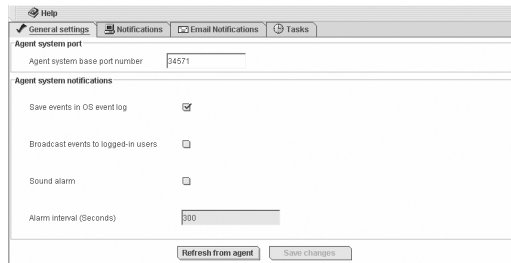 Help
General settings Notifications Email Notifications Tasks
Agent system port
Agent system base port number 34571
Agent system notifications
Save events in OS event log
Broadcast events to logged-in users
Sound alarm
Alarm interval (Seconds) 300
Refresh from agent Save changes